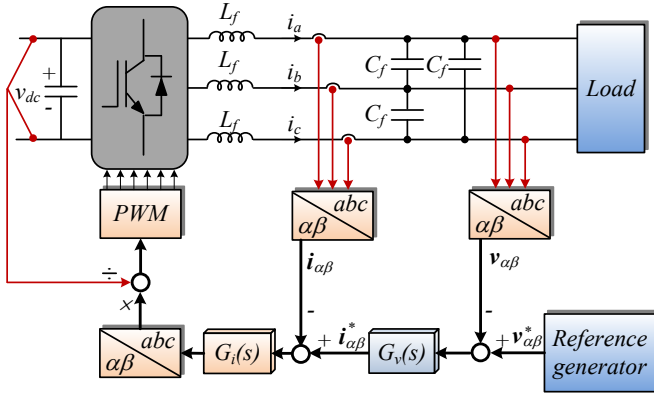 L_f i_a
L_f i_b
L_f i_c
C_f C_f
C_f
Load
+
v_dc
-
PWM
abc
αβ
abc
αβ
i_αβ
v_αβ
÷
×
-
-
abc
αβ
G_i(s)
+ i*_αβ
G_v(s)
+ v*_αβ
Reference
generator